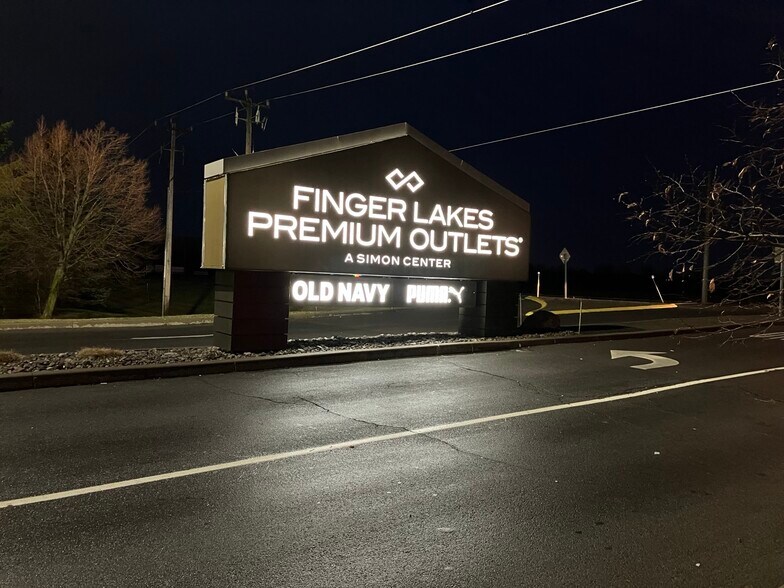 FINGER LAKES
PREMIUM OUTLETS®
A SIMON CENTER
OLD NAVY PUMA